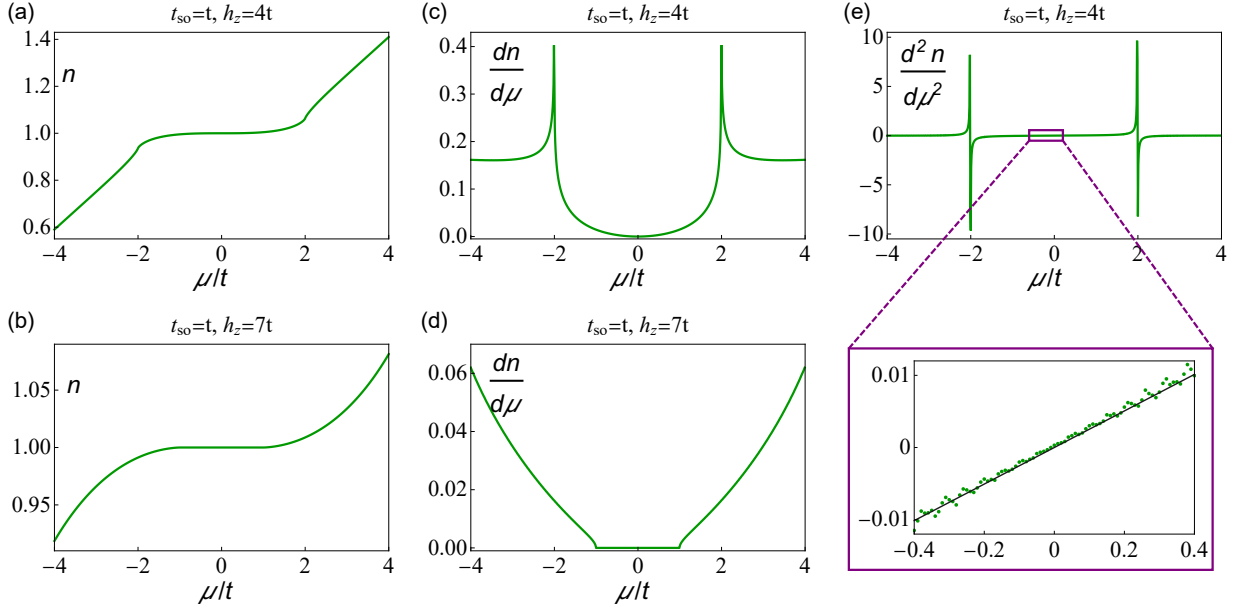 (a)
t_so=t, h_z=4t
n
1.4
1.2
1.0
0.8
0.6
−4 −2 0 2 4
μ/t
(b)
t_so=t, h_z=7t
n
1.05
1.00
0.95
−4 −2 0 2 4
μ/t
(c)
t_so=t, h_z=4t
dn
dμ
0.4
0.3
0.2
0.1
0.0
−4 −2 0 2 4
μ/t
(d)
t_so=t, h_z=7t
dn
dμ
0.06
0.04
0.02
0.00
−4 −2 0 2 4
μ/t
(e)
t_so=t, h_z=4t
d² n
dμ²
10
5
0
−5
−10
−4 −2 0 2 4
μ/t
0.01
0
−0.01
−0.4 −0.2 0 0.2 0.4